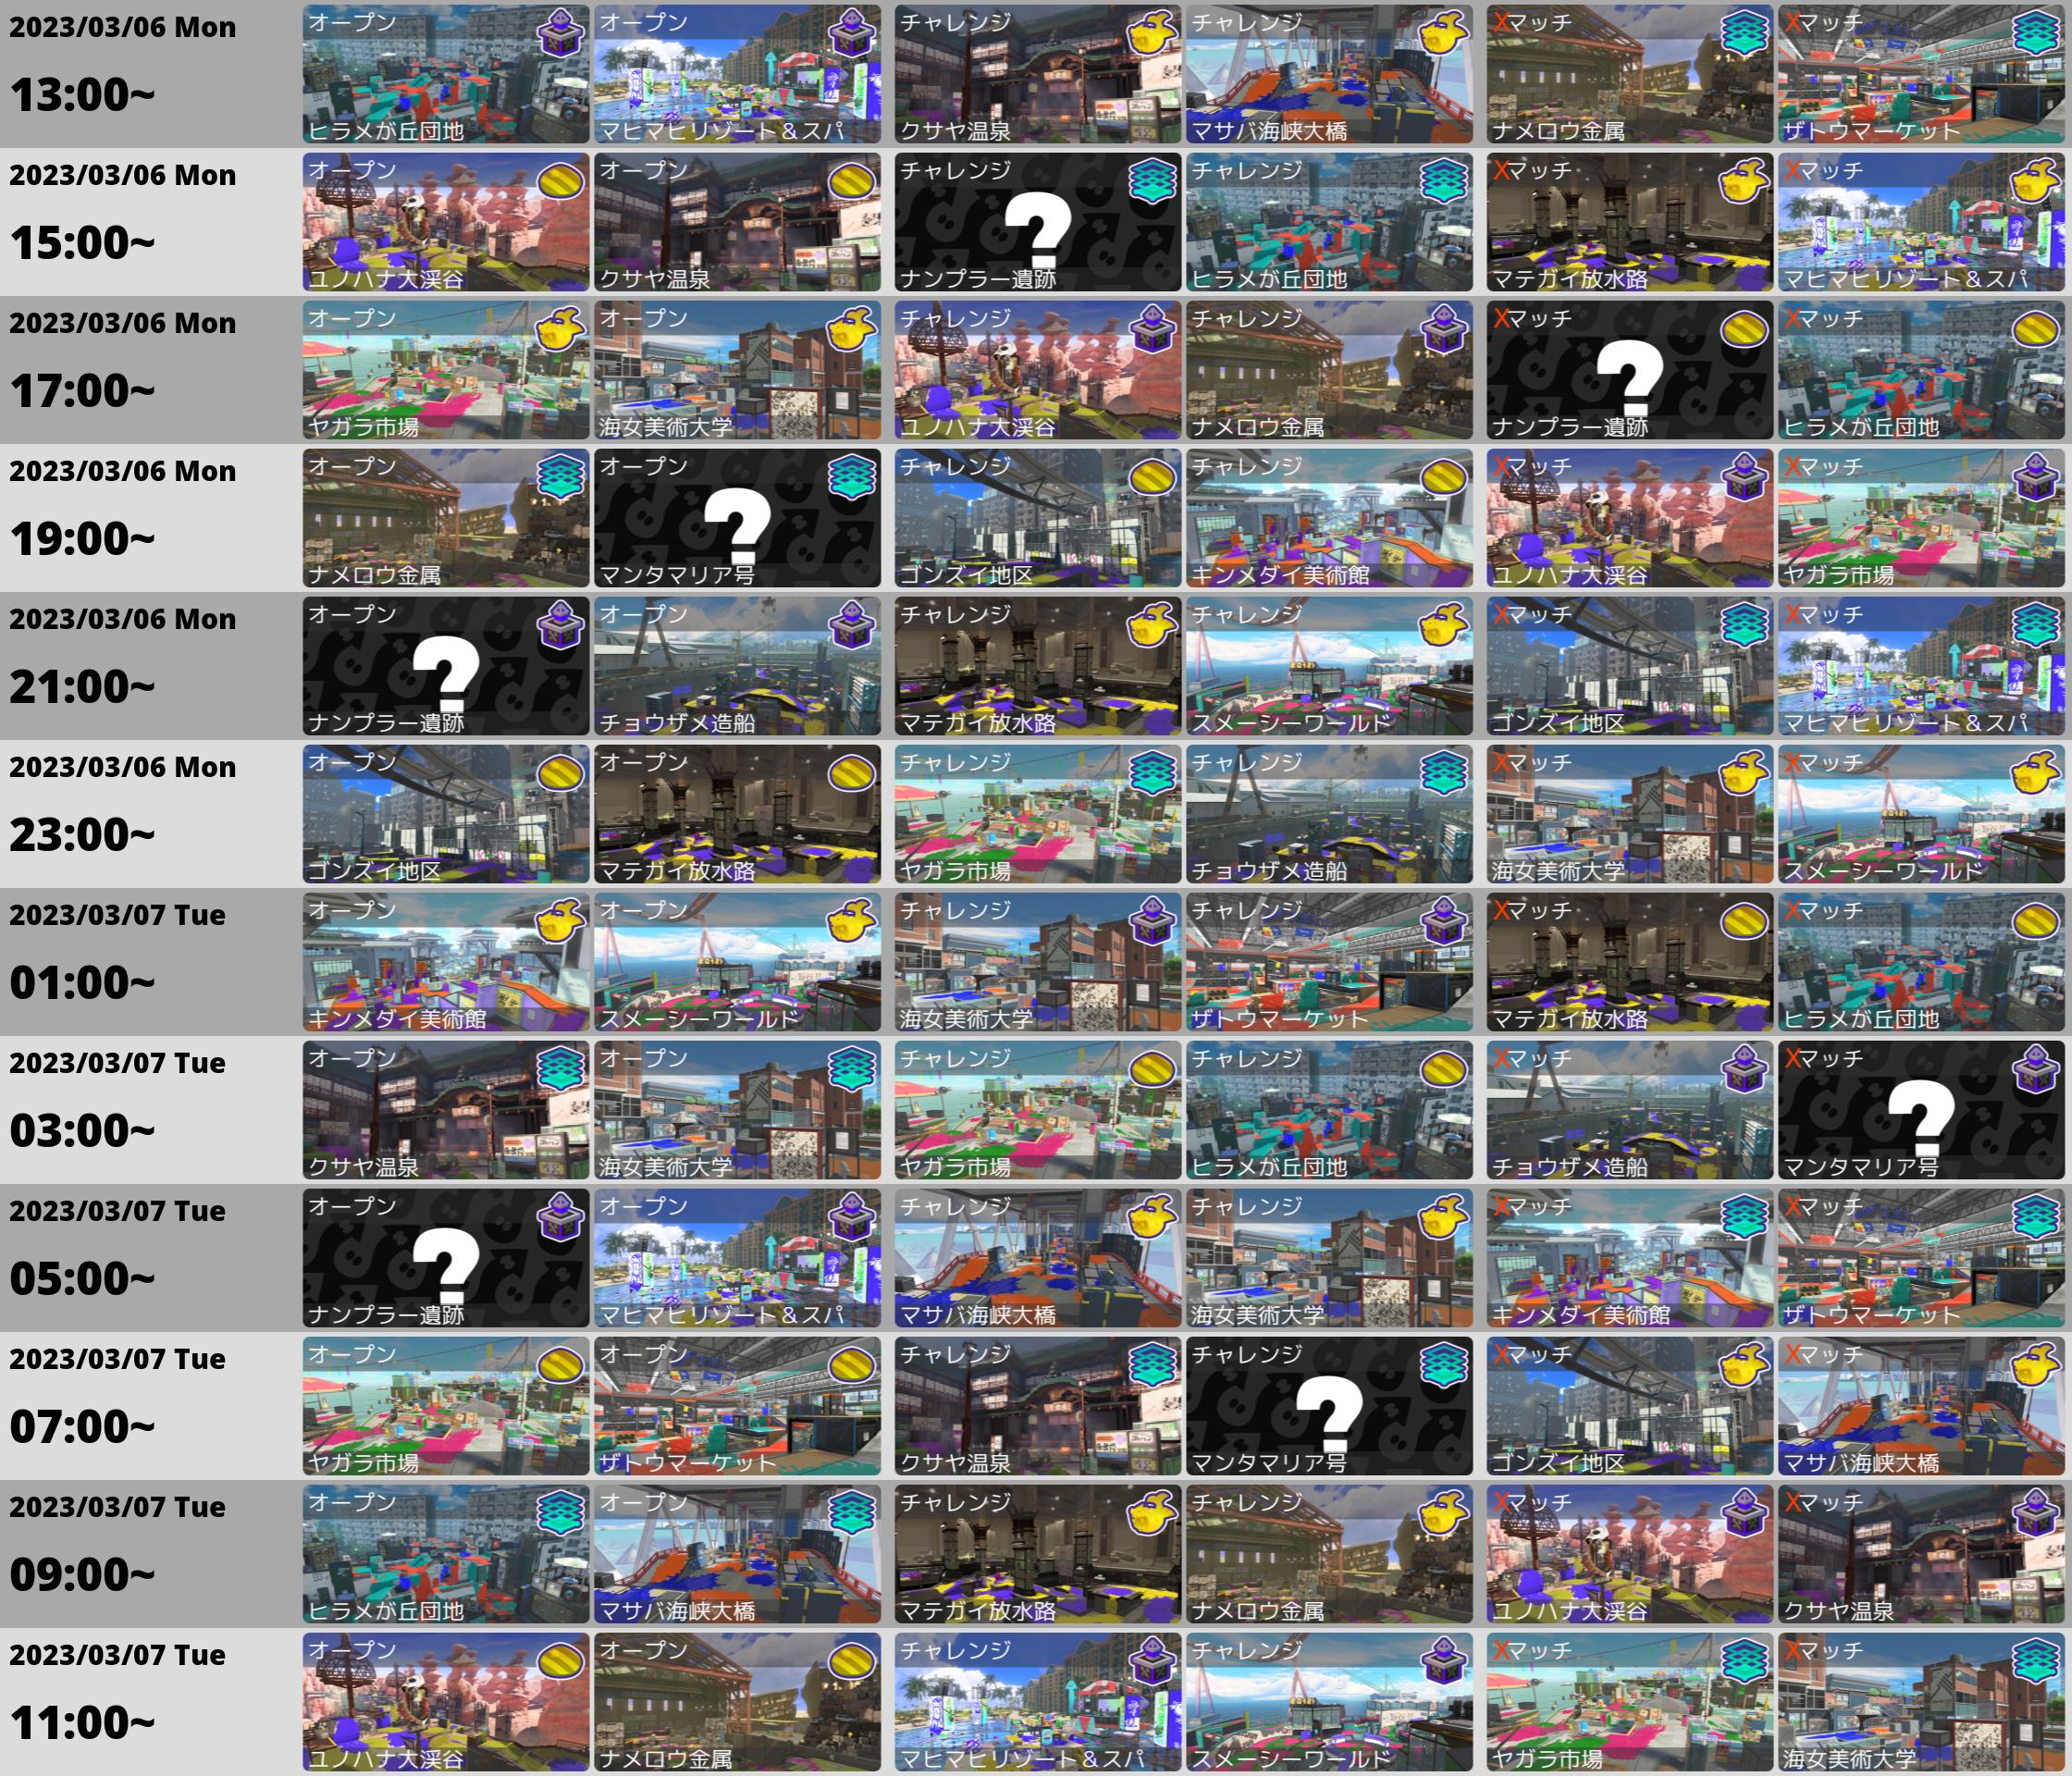 2023/03/06 Mon
13:00~
オープン オープン チャレンジ チャレンジ Xマッチ Xマッチ
ヒラメが丘団地 マヒマヒリゾート＆スパ クサヤ温泉 マサバ海峡大橋 ナメロウ金属 ザトウマーケット
2023/03/06 Mon
15:00~
オープン オープン チャレンジ チャレンジ Xマッチ Xマッチ
?
ユノハナ大渓谷 クサヤ温泉 ナンプラー遺跡 ヒラメが丘団地 マテガイ放水路 マヒマヒリゾート＆スパ
2023/03/06 Mon
17:00~
オープン オープン チャレンジ チャレンジ Xマッチ Xマッチ
?
ヤガラ市場 海女美術大学 ユノハナ大渓谷 ナメロウ金属 ナンプラー遺跡 ヒラメが丘団地
2023/03/06 Mon
19:00~
オープン オープン チャレンジ チャレンジ Xマッチ Xマッチ
?
ナメロウ金属 マンタマリア号 ゴンズイ地区 キンメダイ美術館 ユノハナ大渓谷 ヤガラ市場
2023/03/06 Mon
21:00~
オープン オープン チャレンジ チャレンジ Xマッチ Xマッチ
?
ナンプラー遺跡 チョウザメ造船 マテガイ放水路 スメーシーワールド ゴンズイ地区 マヒマヒリゾート＆スパ
2023/03/06 Mon
23:00~
オープン オープン チャレンジ チャレンジ Xマッチ Xマッチ
ゴンズイ地区 マテガイ放水路 ヤガラ市場 チョウザメ造船 海女美術大学 スメーシーワールド
2023/03/07 Tue
01:00~
オープン オープン チャレンジ チャレンジ Xマッチ Xマッチ
キンメダイ美術館 スメーシーワールド 海女美術大学 ザトウマーケット マテガイ放水路 ヒラメが丘団地
2023/03/07 Tue
03:00~
オープン オープン チャレンジ チャレンジ Xマッチ Xマッチ
?
クサヤ温泉 海女美術大学 ヤガラ市場 ヒラメが丘団地 チョウザメ造船 マンタマリア号
2023/03/07 Tue
05:00~
オープン オープン チャレンジ チャレンジ Xマッチ Xマッチ
?
ナンプラー遺跡 マヒマヒリゾート＆スパ マサバ海峡大橋 海女美術大学 キンメダイ美術館 ザトウマーケット
2023/03/07 Tue
07:00~
オープン オープン チャレンジ チャレンジ Xマッチ Xマッチ
?
ヤガラ市場 ザトウマーケット クサヤ温泉 マンタマリア号 ゴンズイ地区 マサバ海峡大橋
2023/03/07 Tue
09:00~
オープン オープン チャレンジ チャレンジ Xマッチ Xマッチ
ヒラメが丘団地 マサバ海峡大橋 マテガイ放水路 ナメロウ金属 ユノハナ大渓谷 クサヤ温泉
2023/03/07 Tue
11:00~
オープン オープン チャレンジ チャレンジ Xマッチ Xマッチ
ユノハナ大渓谷 ナメロウ金属 マヒマヒリゾート＆スパ スメーシーワールド ヤガラ市場 海女美術大学